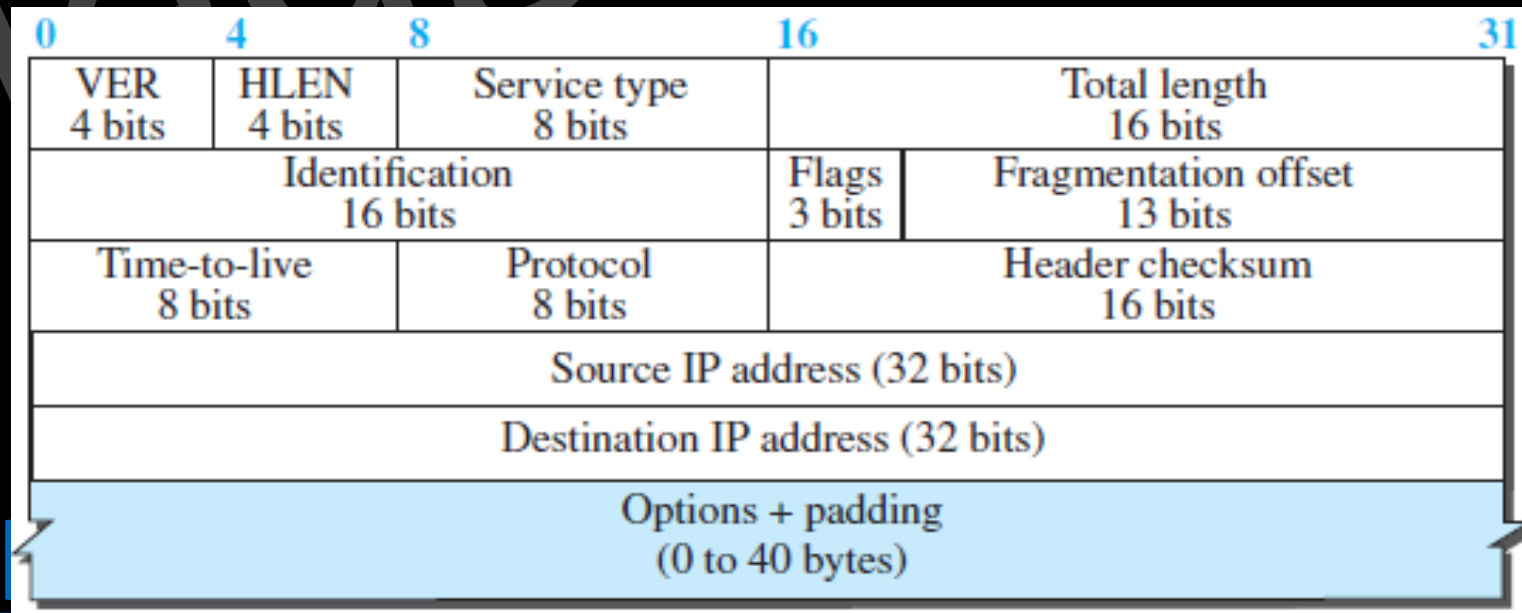 0 4 8 16 31
VER HLEN Service type Total length
4 bits 4 bits 8 bits 16 bits
Identification Flags Fragmentation offset
16 bits 3 bits 13 bits
Time-to-live Protocol Header checksum
8 bits 8 bits 16 bits
Source IP address (32 bits)
Destination IP address (32 bits)
Options + padding
(0 to 40 bytes)